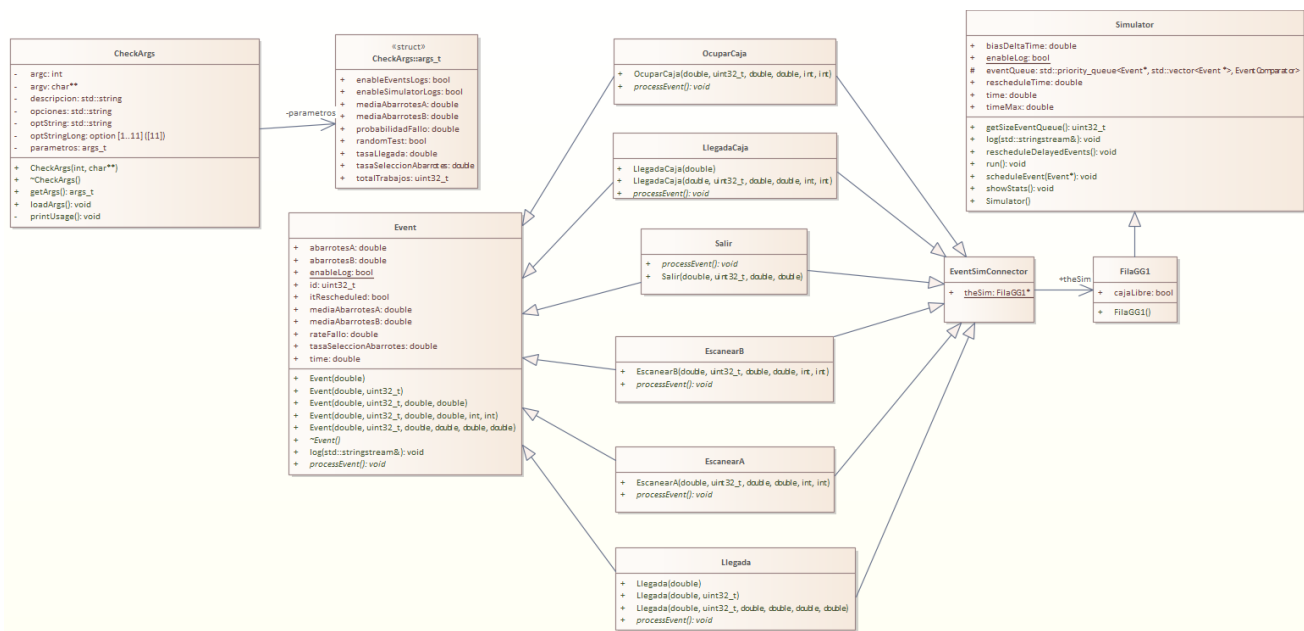 CheckArgs
- argc: int
- argv: char**
- descripcion: std::string
- opciones: std::string
- optString: std::string
- optStringLong: option [1..11] ([11])
- parametros: args_t
+ CheckArgs(int, char**)
+ ~CheckArgs()
+ getArgs(): args_t
+ loadArgs(): void
- printUsage(): void
-parametros
«struct»
CheckArgs::args_t
+ enableEventsLogs: bool
+ enableSimulatorLogs: bool
+ mediaAbarrotesA: double
+ mediaAbarrotesB: double
+ probabilidadFallo: double
+ randomTest: bool
+ tasaLlegada: double
+ tasaSeleccionAbarrotes: double
+ totalTrabajos: uint32_t
Event
+ abarrotesA: double
+ abarrotesB: double
+ enableLog: bool
+ id: uint32_t
+ itRescheduled: bool
+ mediaAbarrotesA: double
+ mediaAbarrotesB: double
+ rateFallo: double
+ tasaSeleccionAbarrotes: double
+ time: double
+ Event(double)
+ Event(double, uint32_t)
+ Event(double, uint32_t, double, double)
+ Event(double, uint32_t, double, double, int, int)
+ Event(double, uint32_t, double, double, double, double)
+ ~Event()
+ log(std::stringstream&): void
+ processEvent(): void
OcuparCaja
+ OcuparCaja(double, uint32_t, double, double, int, int)
+ processEvent(): void
LlegadaCaja
+ LlegadaCaja(double)
+ LlegadaCaja(double, uint32_t, double, double, int, int)
+ processEvent(): void
Salir
+ processEvent(): void
+ Salir(double, uint32_t, double, double)
EscanearB
+ EscanearB(double, uint32_t, double, double, int, int)
+ processEvent(): void
EscanearA
+ EscanearA(double, uint32_t, double, double, int, int)
+ processEvent(): void
Llegada
+ Llegada(double)
+ Llegada(double, uint32_t)
+ Llegada(double, uint32_t, double, double, double, double)
+ processEvent(): void
Simulator
+ biasDeltaTime: double
+ enableLog: bool
# eventQueue: std::priority_queue<Event*, std::vector<Event *>, EventComparator>
+ rescheduleTime: double
+ time: double
+ timeMax: double
+ getSizeEventQueue(): uint32_t
+ log(std::stringstream&): void
+ rescheduleDelayedEvents(): void
+ run(): void
+ scheduleEvent(Event*): void
+ showStats(): void
+ Simulator()
EventSimConnector
+ theSim: FilaGG1*
+theSim
FilaGG1
+ cajaLibre: bool
+ FilaGG1()